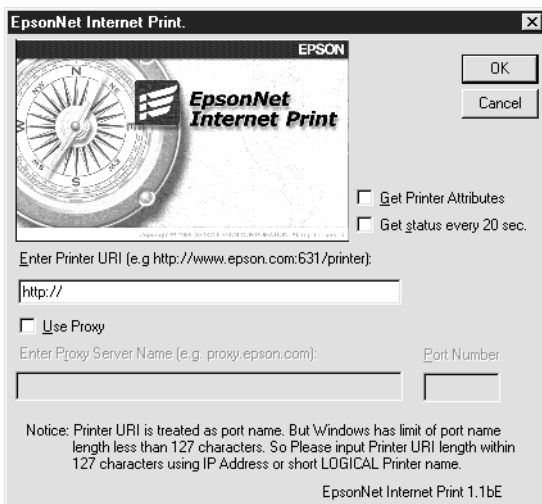 EpsonNet Internet Print.
EPSON
N
EpsonNet
Internet Print
OK
Cancel
Get Printer Attributes
Get status every 20 sec.
Enter Printer URI (e.g http://www.epson.com:631/printer):
http://
Use Proxy
Enter Proxy Server Name (e.g. proxy.epson.com):
Port Number
Notice: Printer URI is treated as port name. But Windows has limit of port name
length less than 127 characters. So Please input Printer URI length within
127 characters using IP Address or short LOGICAL Printer name.
EpsonNet Internet Print 1.1bE